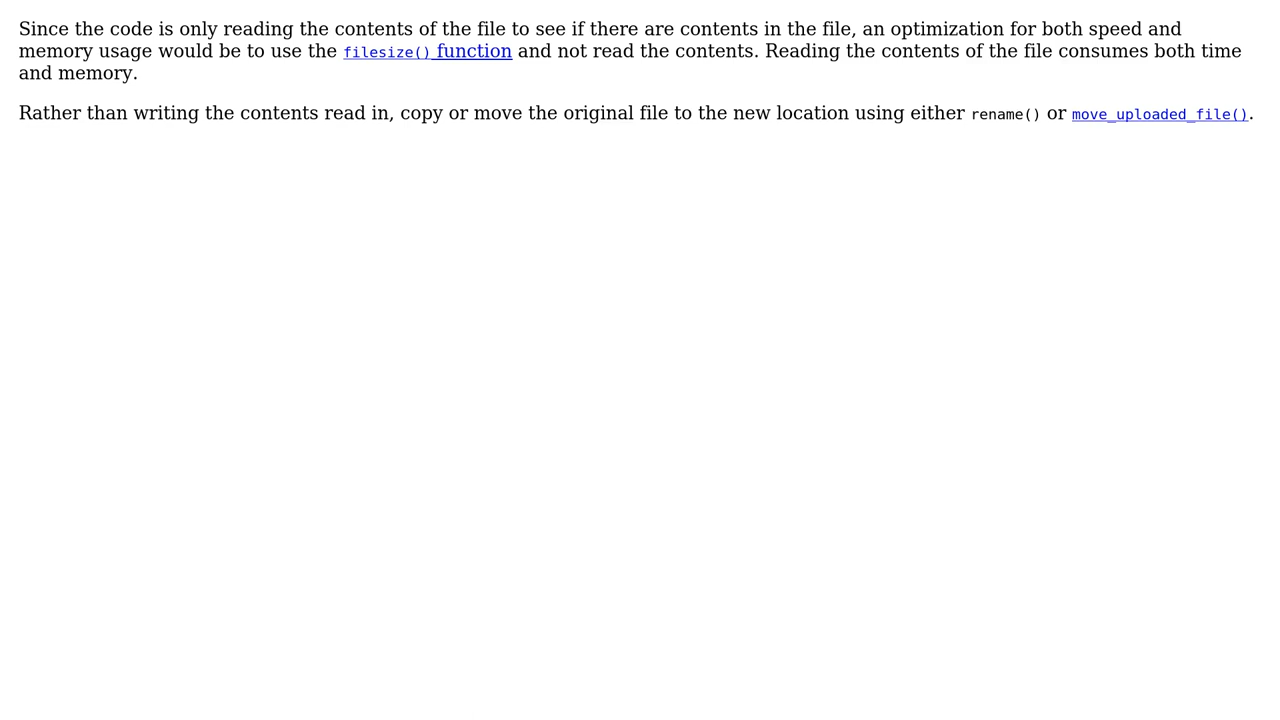 Since the code is only reading the contents of the file to see if there are contents in the file, an optimization for both speed and
memory usage would be to use the filesize() function and not read the contents. Reading the contents of the file consumes both time
and memory.
Rather than writing the contents read in, copy or move the original file to the new location using either rename() or move_uploaded_file().